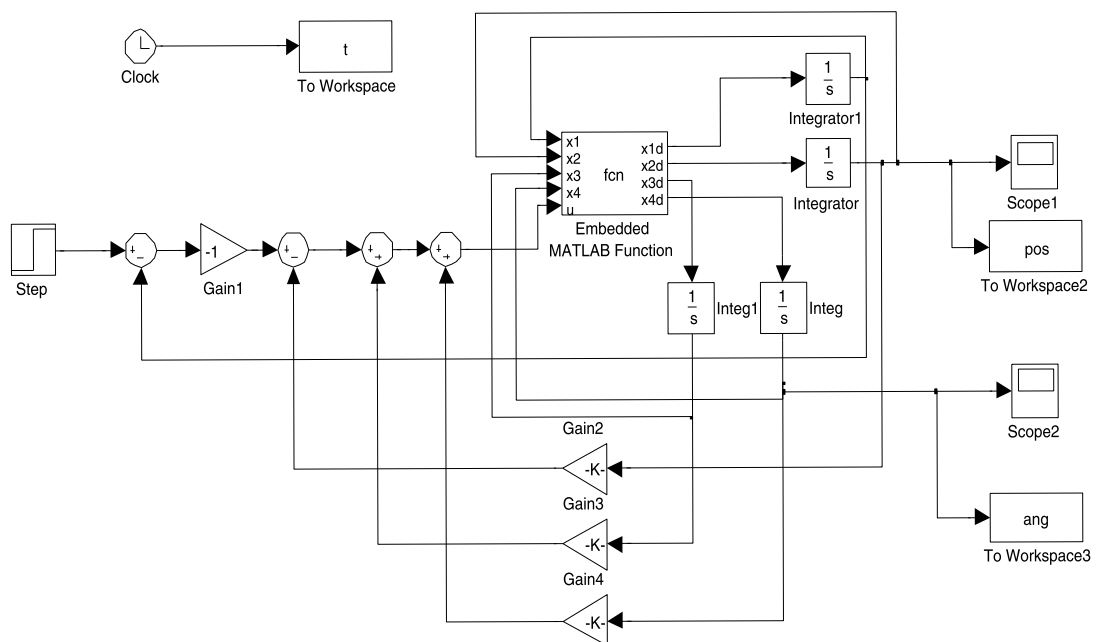 t
Clock
To Workspace
1
s
Integrator1
x1
x2
x3
x4
u
fcn
x1d
x2d
x3d
x4d
Embedded
MATLAB Function
1
s
Integrator
Scope1
pos
To Workspace2
Step
+
-
-1
Gain1
+
-
+
+
+
+
1
s
Integ1
1
s
Integ
Scope2
Gain2
-K-
Gain3
-K-
Gain4
-K-
ang
To Workspace3